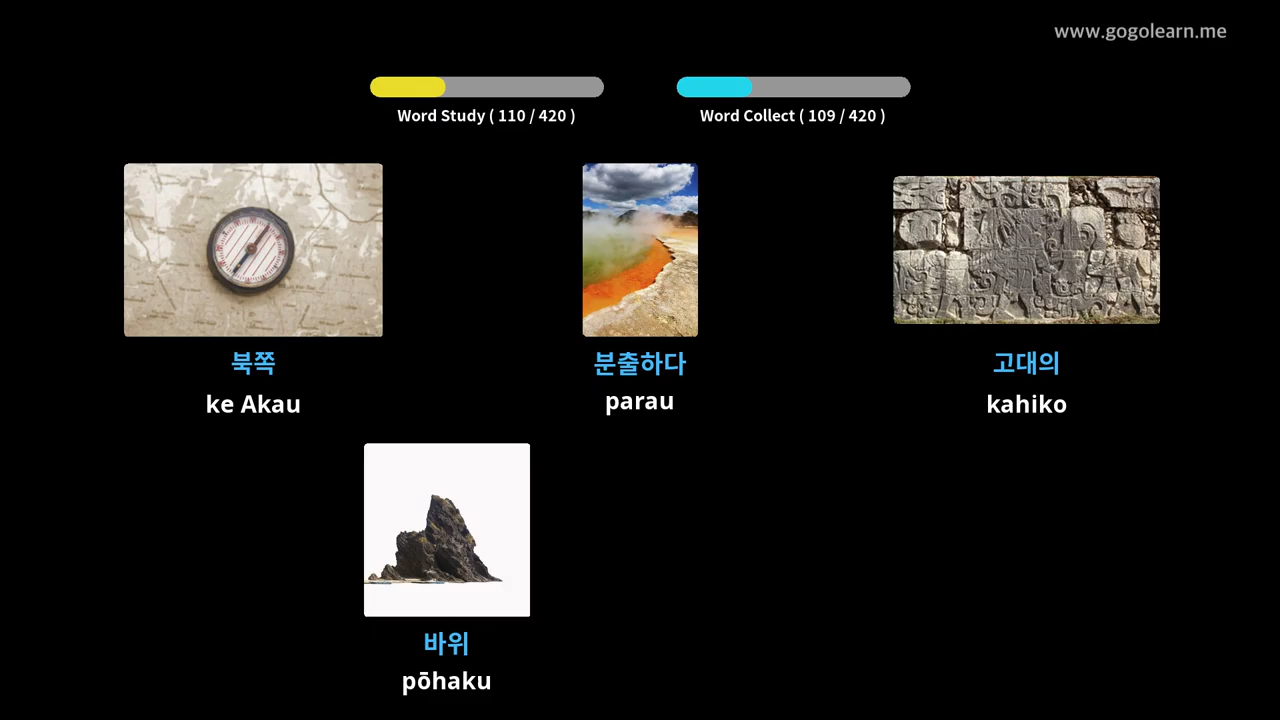 www.gogolearn.me
Word Study ( 110 / 420 )
Word Collect ( 109 / 420 )
북쪽
ke Akau
분출하다
parau
고대의
kahiko
바위
pōhaku